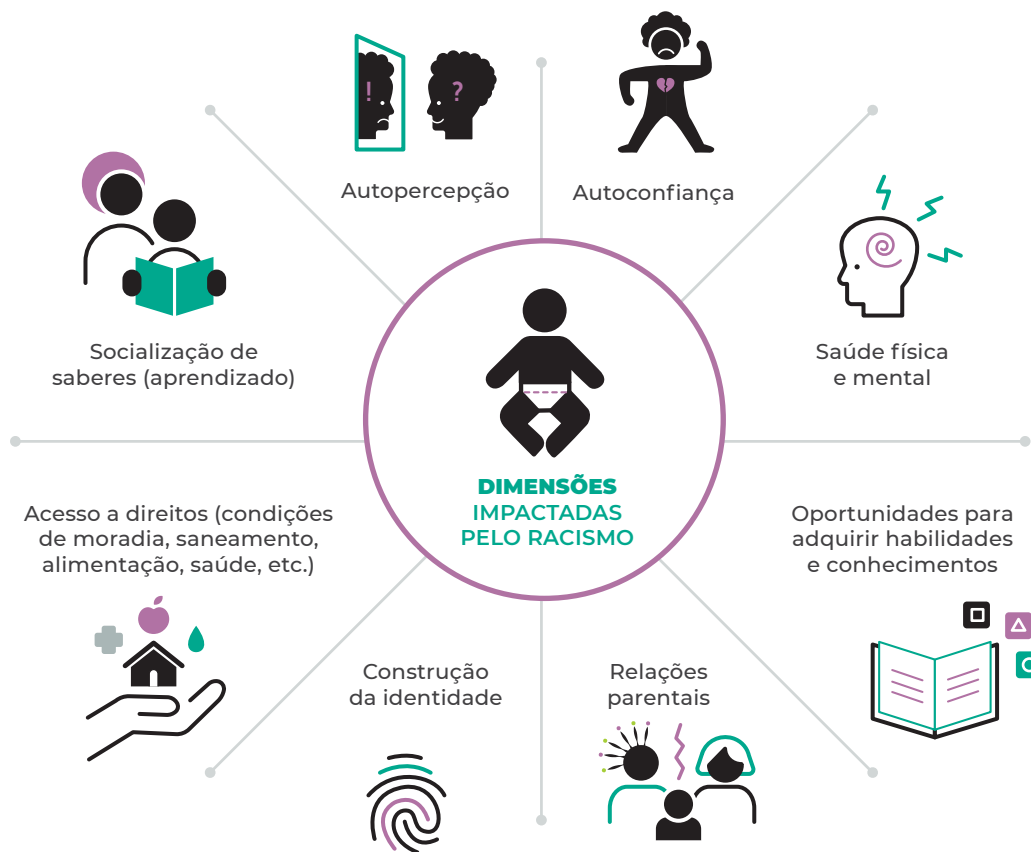 Autopercepção
Autoconfiança
!
?
Socialização de
saberes (aprendizado)
Saúde física
e mental
DIMENSÕES
IMPACTADAS
PELO RACISMO
Acesso a direitos (condições
de moradia, saneamento,
alimentação, saúde, etc.)
Oportunidades para
adquirir habilidades
e conhecimentos
Construção
da identidade
Relações
parentais